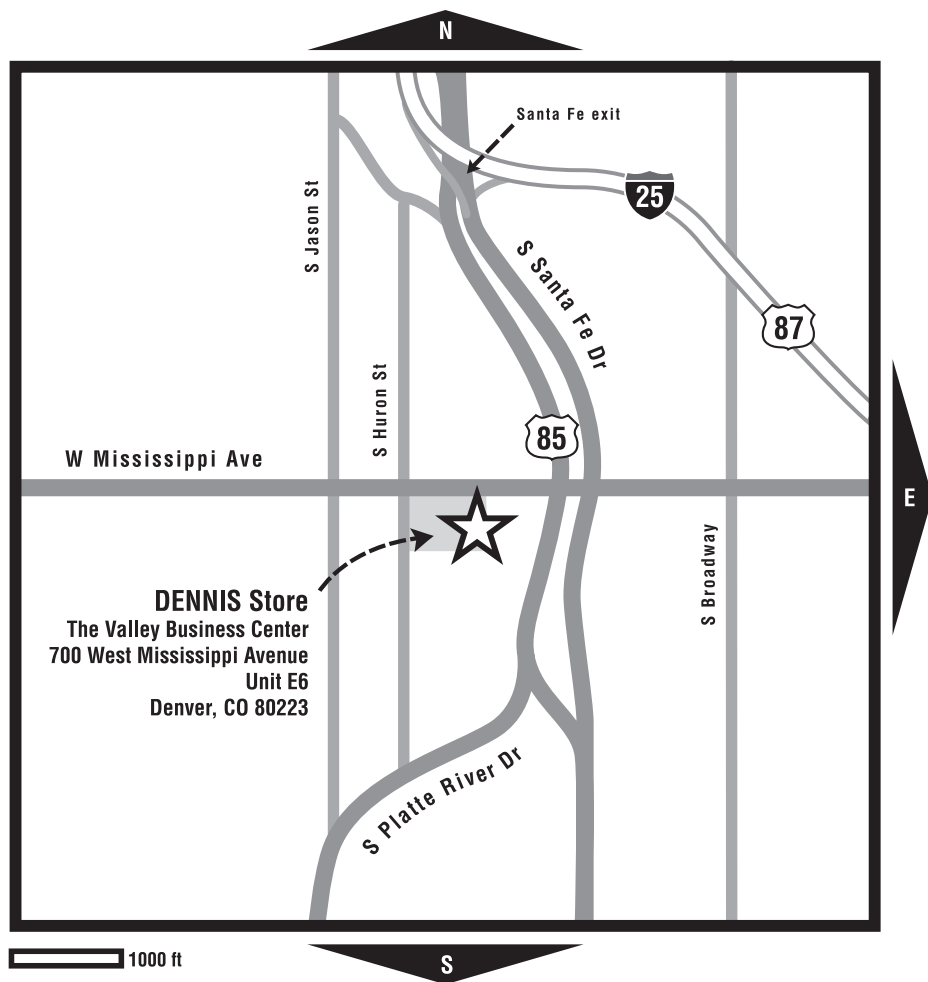 N
Santa Fe exit
25
S Jason St
S Santa Fe Dr
87
S Huron St
85
W Mississippi Ave
E
S Broadway
DENNIS Store
The Valley Business Center
700 West Mississippi Avenue
Unit E6
Denver, CO 80223
S Platte River Dr
1000 ft
S